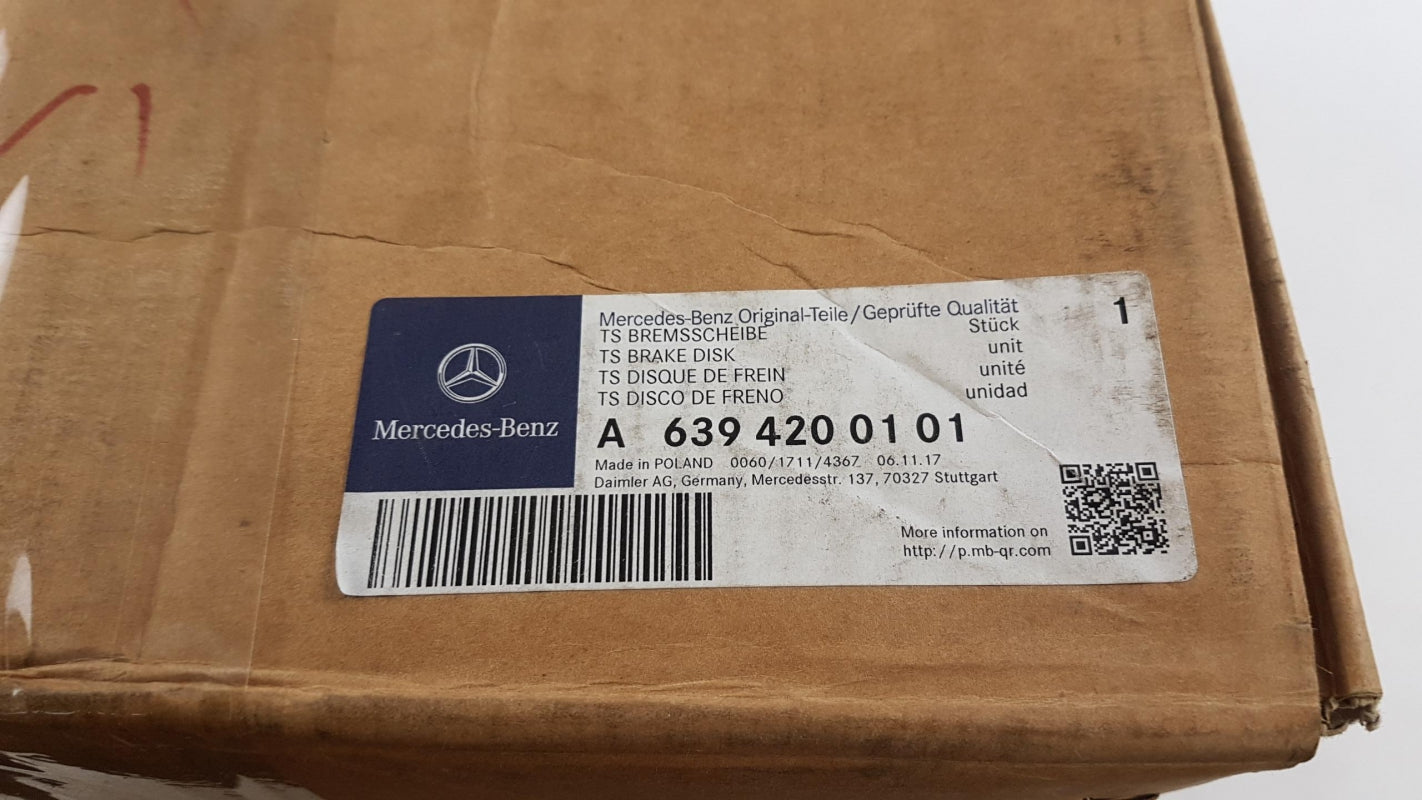 Mercedes-Benz
Mercedes-Benz Original-Teile/Geprüfte Qualität
TS BREMSSCHEIBE
TS BRAKE DISK
TS DISQUE DE FREIN
TS DISCO DE FRENO
Stück
unit
unité
unidad
1
A 639 420 01 01
Made in POLAND 0060/1711/4367 06.11.17
Daimler AG, Germany, Mercedesstr. 137, 70327 Stuttgart
More information on
http://p.mb-qr.com